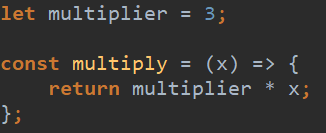 let multiplier = 3;
const multiply = (x) => {
    return multiplier * x;
};